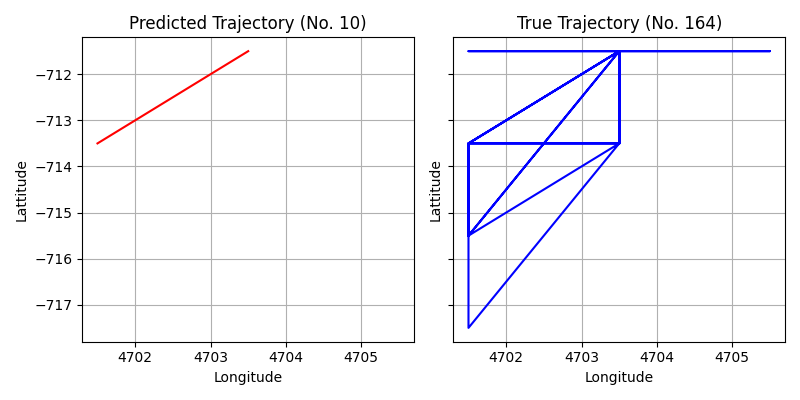 Predicted Trajectory (No. 10)
True Trajectory (No. 164)
−712
−713
−714
−715
−716
−717
Lattitude
Lattitude
4702 4703 4704 4705
4702 4703 4704 4705
Longitude
Longitude